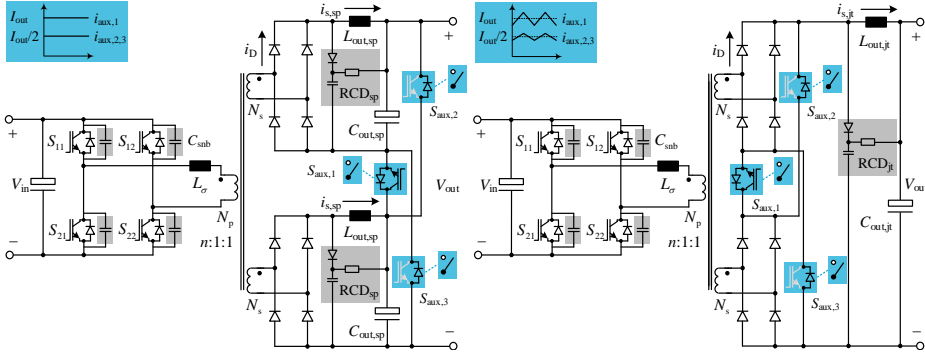 I_out
i_aux,1
I_out/2
i_aux,2,3
i_s,sp
L_out,sp
+
i_D
RCD_sp
S_aux,2
N_s
C_out,sp
+
S_11
S_12
C_snb
S_aux,1
V_in
L_σ
i_s,sp
V_out
N_p
L_out,sp
S_21
S_22
n:1:1
−
RCD_sp
S_aux,3
N_s
C_out,sp
−
I_out
i_aux,1
I_out/2
i_aux,2,3
i_s,jt
L_out,jt
+
i_D
S_aux,2
N_s
+
S_11
S_12
C_snb
RCD_jt
V_in
L_σ
S_aux,1
V_out
N_p
C_out,jt
S_21
S_22
n:1:1
−
N_s
S_aux,3
−